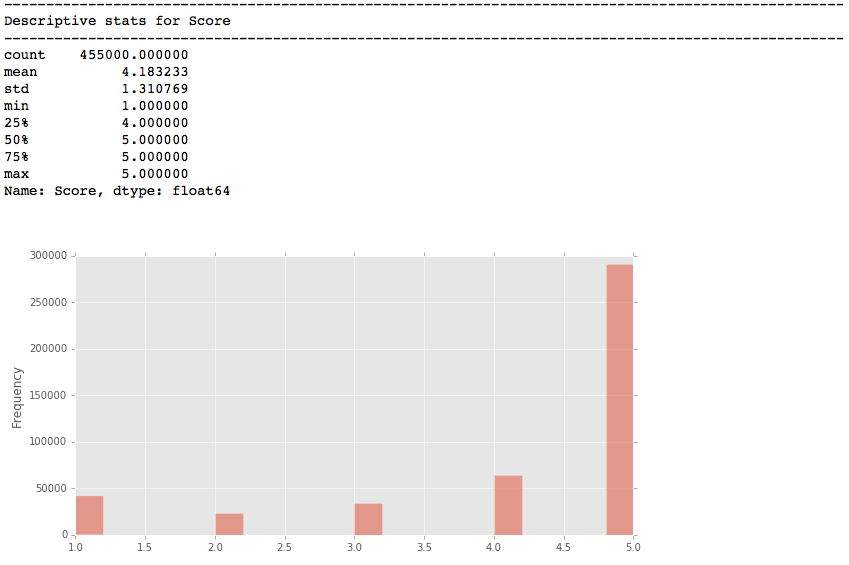 --------------------------------------------------------------------------------------------------------
Descriptive stats for Score
--------------------------------------------------------------------------------------------------------
count    455000.000000
mean          4.183233
std           1.310769
min           1.000000
25%           4.000000
50%           5.000000
75%           5.000000
max           5.000000
Name: Score, dtype: float64
300000
250000
200000
150000
100000
50000
0
Frequency
1.0 1.5 2.0 2.5 3.0 3.5 4.0 4.5 5.0